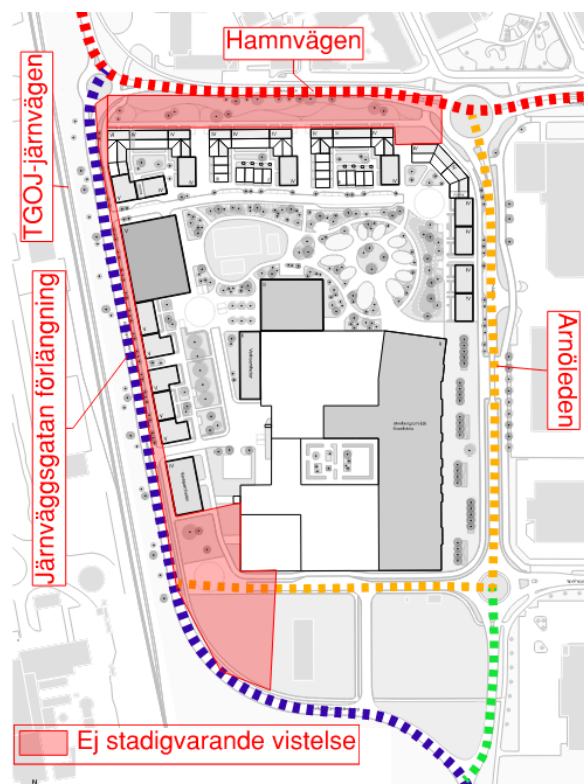 Hamnvägen
TGOJ-järnvägen
Järnväggsgatan förlängning
Arnöleden
Ej stadigvarande vistelse